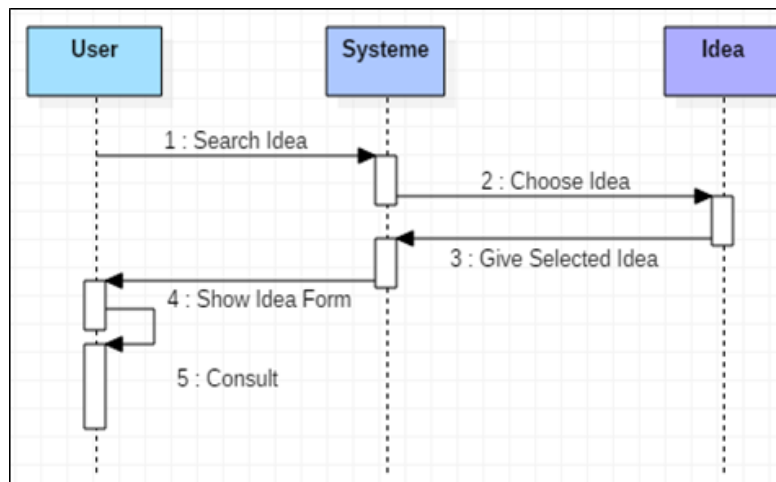 User
Systeme
Idea
1 : Search Idea
2 : Choose Idea
3 : Give Selected Idea
4 : Show Idea Form
5 : Consult